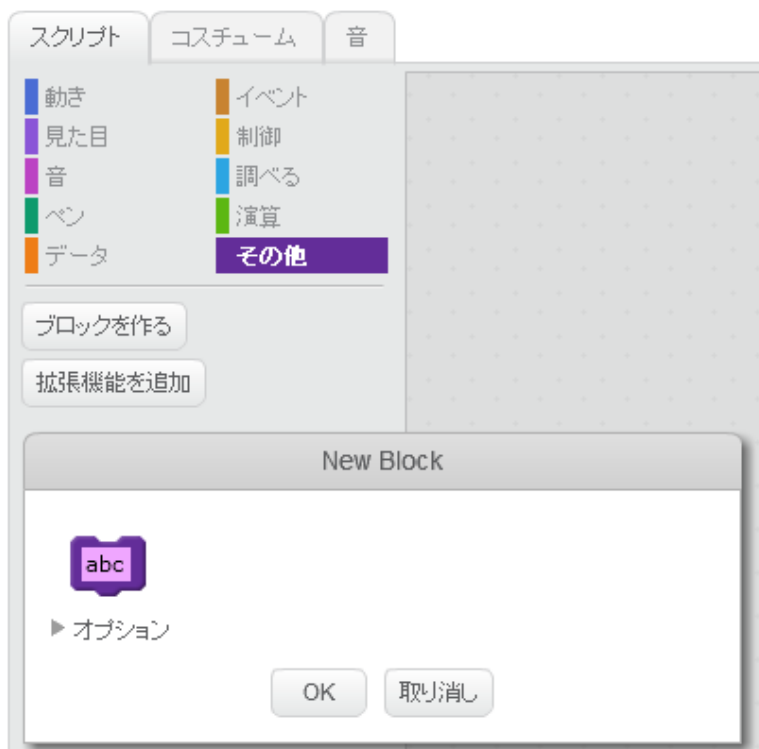 スクリプト コスチューム 音
動き イベント
見た目 制御
音 調べる
ペン 演算
データ その他
ブロックを作る
拡張機能を追加
New Block
abc
オプション
OK 取り消し